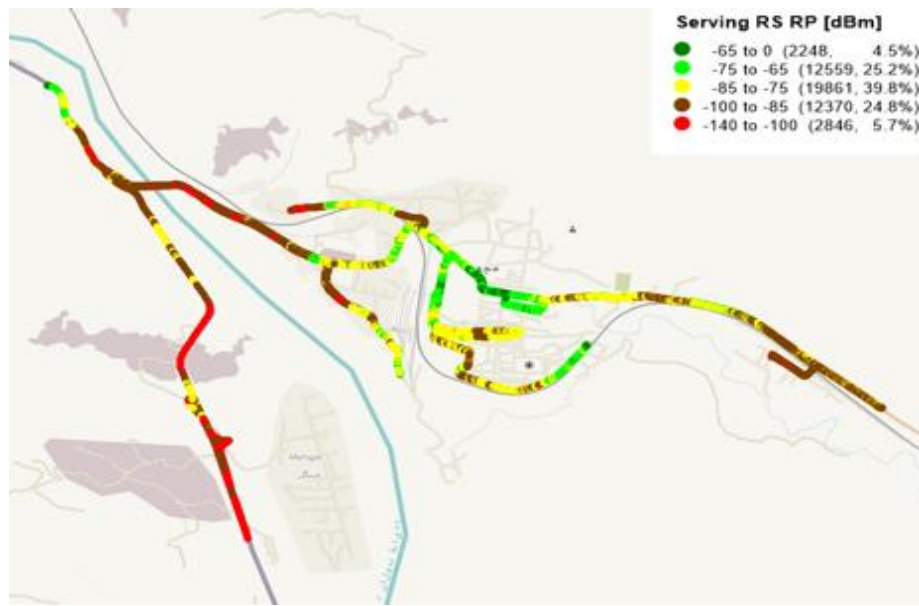 Serving RS RP [dBm]
-65 to 0 (2248, 4.5%)
-75 to -65 (12559, 25.2%)
-85 to -75 (19861, 39.8%)
-100 to -85 (12370, 24.8%)
-140 to -100 (2846, 5.7%)